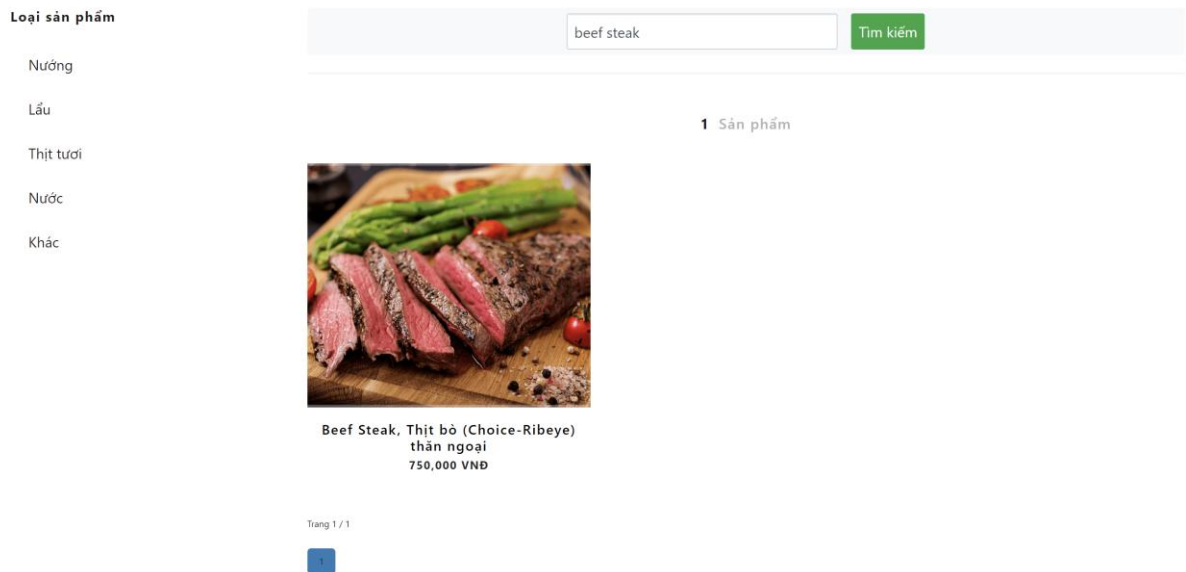 Loại sản phẩm
Nướng
Lẩu
Thịt tươi
Nước
Khác
beef steak
Tìm kiếm
1 Sản phẩm
Beef Steak, Thịt bò (Choice-Ribeye)
thăn ngoại
750,000 VNĐ
Trang 1 / 1
1